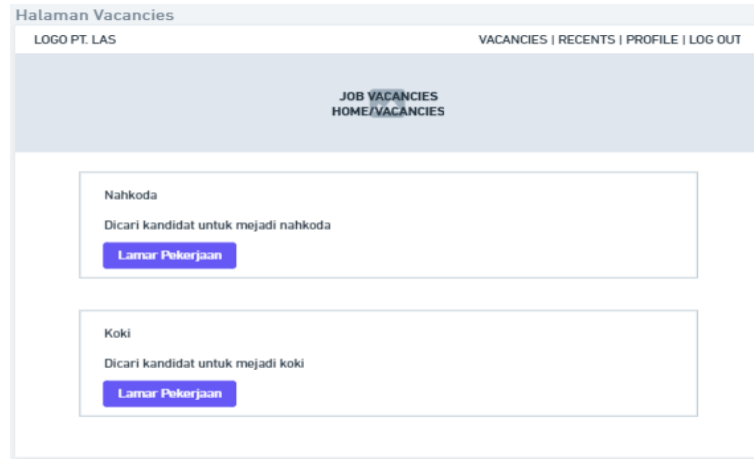 Halaman Vacancies
LOGO PT. LAS VACANCIES | RECENTS | PROFILE | LOG OUT
JOB VACANCIES
HOME/VACANCIES
Nahkoda
Dicari kandidat untuk mejadi nahkoda
Lamar Pekerjaan
Koki
Dicari kandidat untuk mejadi koki
Lamar Pekerjaan